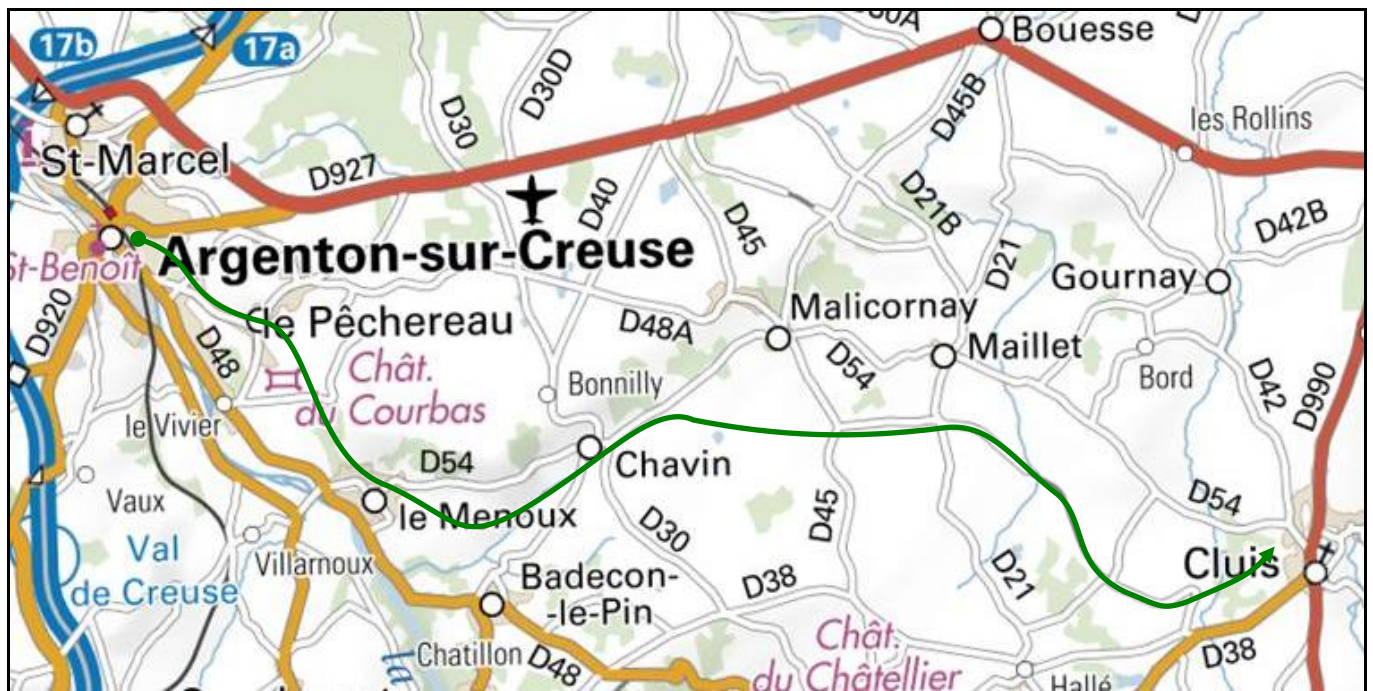 17b
17a
D30A
Bouesse
D30D
D30
D45B
les Rollins
St-Marcel
D927
D40
D21B
D45
D42B
D21
St-Benoît
Argenton-sur-Creuse
Gournay
D920
le Pêchereau
D48A
Malicornay
D48
Maillet
D54
Chât.
du Courbas
Bonnilly
Bord
D42
D990
le Vivier
D54
Chavin
Vaux
le Menoux
D30
D45
D54
Val
de Creuse
Villarnoux
Badecon-
-le-Pin
D38
D21
Cluis
Chât.
du Châtellier
Chatillon
D48
la
D38
Hallé